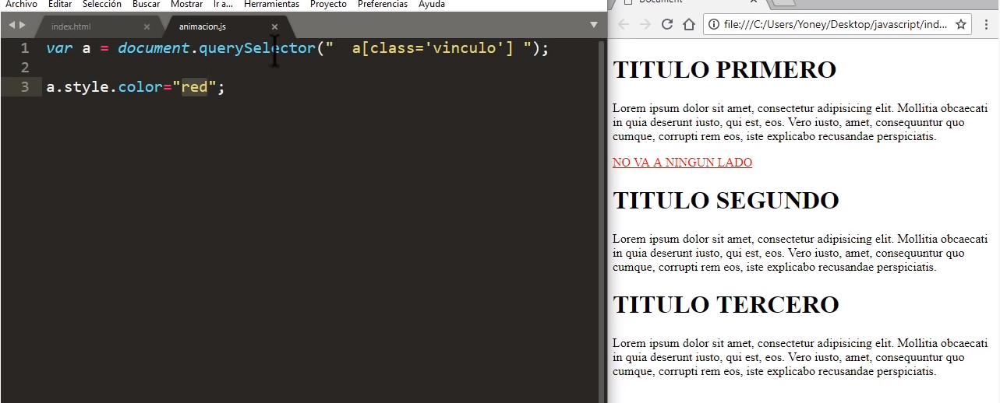 Archivo Editar Selección Buscar Mostrar Ir a... Herramientas Proyecto Preferencias Ayuda
index.html × animacion.js ×
1 var a = document.querySelector("  a[class='vinculo'] ");
2
3 a.style.color="red";
Document
file:///C:/Users/Yoney/Desktop/javascript/ind...
TITULO PRIMERO
Lorem ipsum dolor sit amet, consectetur adipisicing elit. Mollitia obcaecati
in quia deserunt iusto, qui est, eos. Vero iusto, amet, consequuntur quo
cumque, corrupti rem eos, iste explicabo recusandae perspiciatis.
NO VA A NINGUN LADO
TITULO SEGUNDO
Lorem ipsum dolor sit amet, consectetur adipisicing elit. Mollitia obcaecati
in quia deserunt iusto, qui est, eos. Vero iusto, amet, consequuntur quo
cumque, corrupti rem eos, iste explicabo recusandae perspiciatis.
TITULO TERCERO
Lorem ipsum dolor sit amet, consectetur adipisicing elit. Mollitia obcaecati
in quia deserunt iusto, qui est, eos. Vero iusto, amet, consequuntur quo
cumque, corrupti rem eos, iste explicabo recusandae perspiciatis.